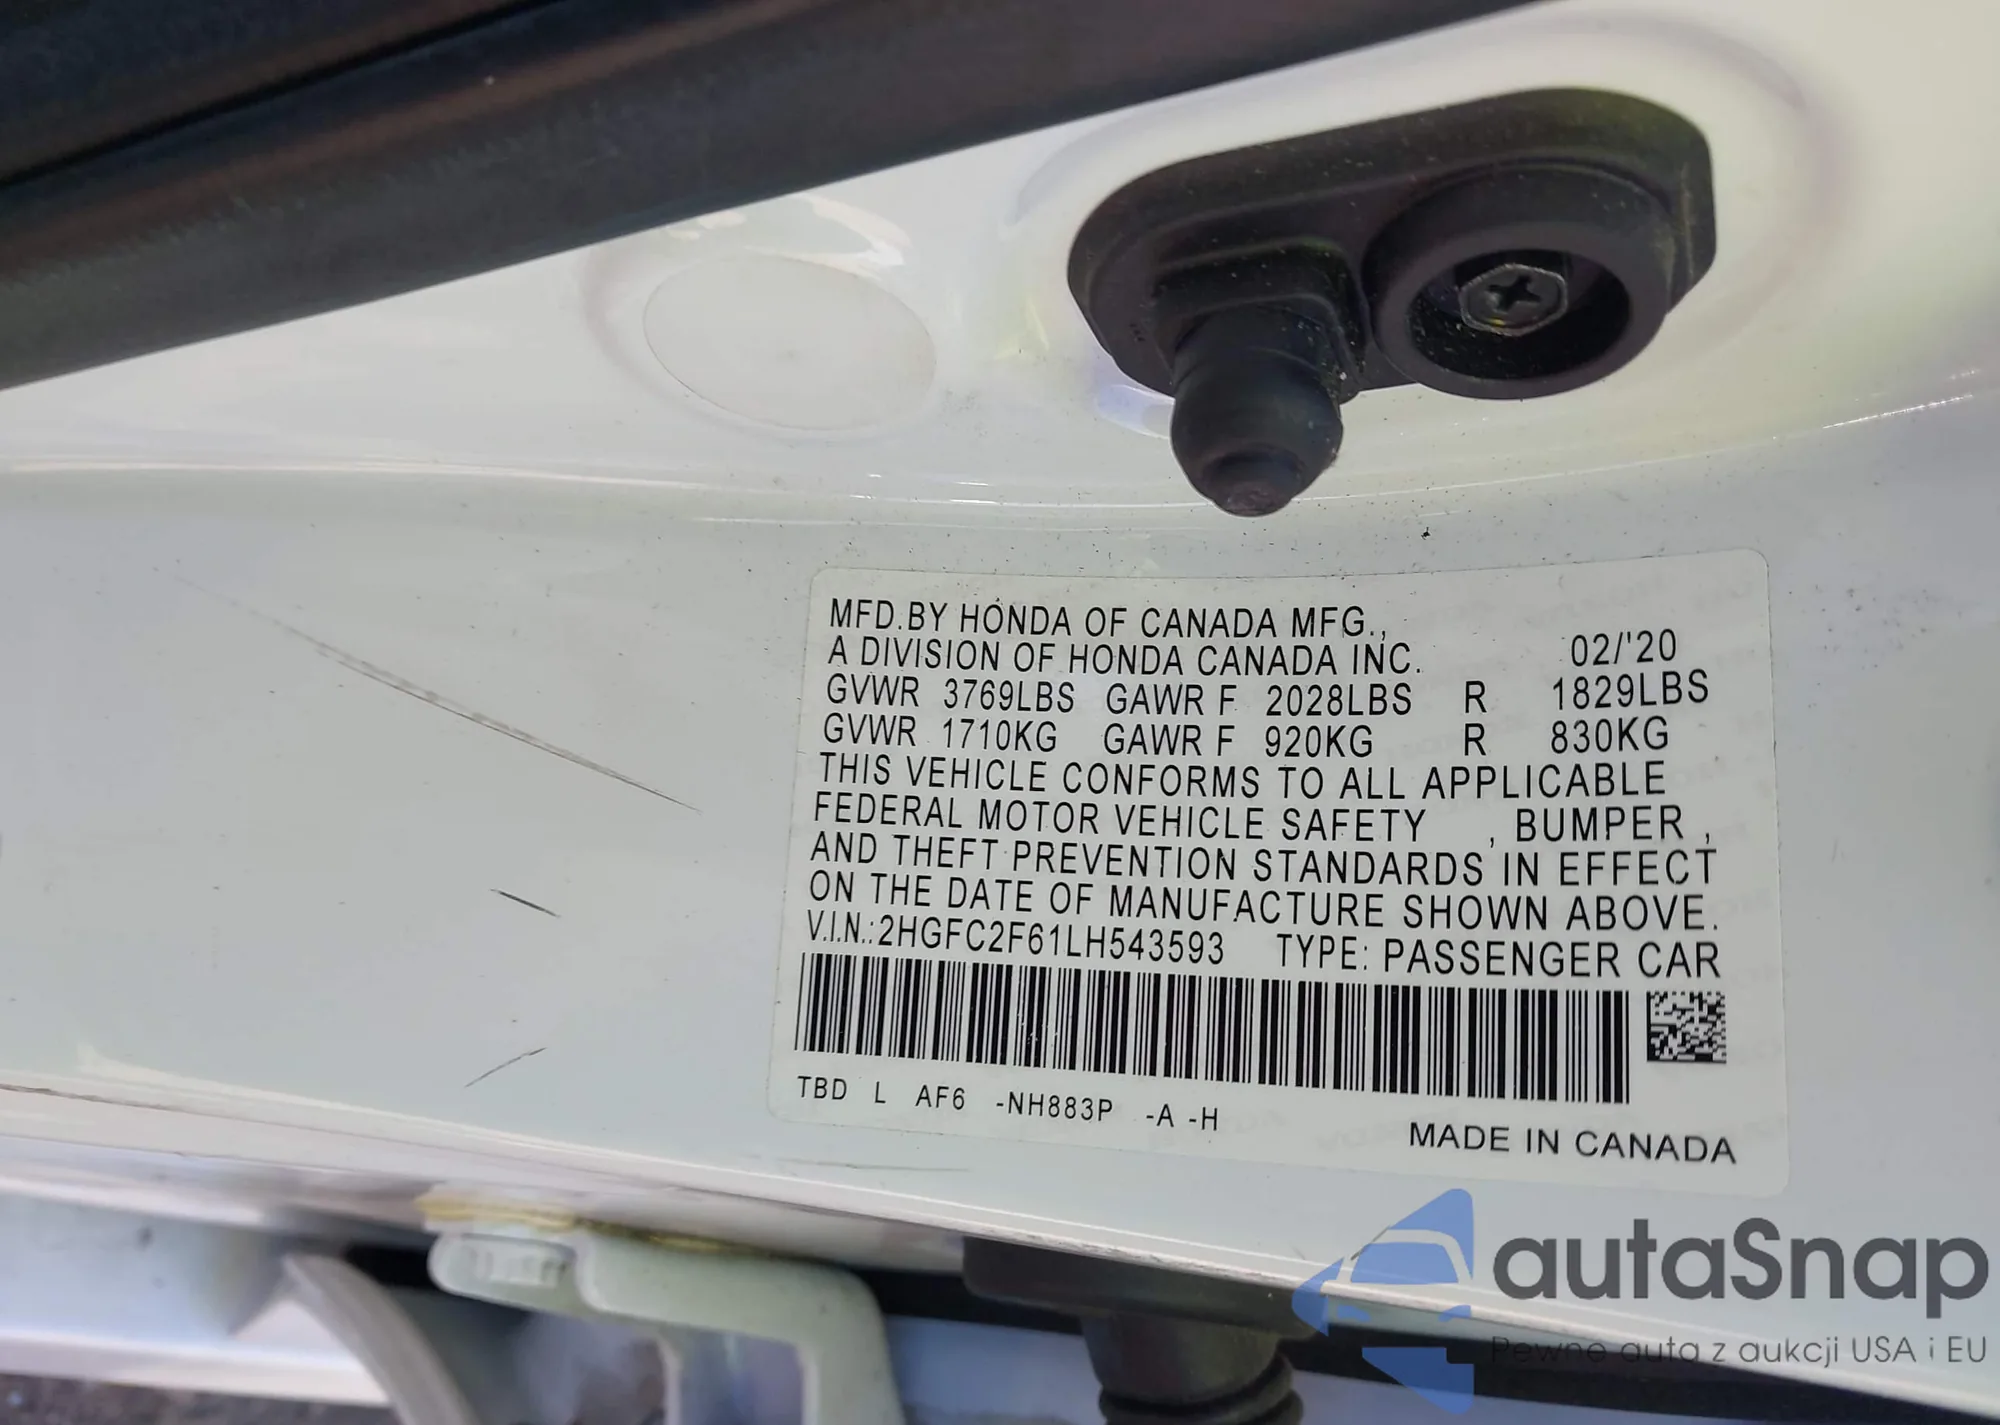 MFD.BY HONDA OF CANADA MFG.,
A DIVISION OF HONDA CANADA INC. 02/'20
GVWR 3769LBS GAWR F 2028LBS R 1829LBS
GVWR 1710KG GAWR F 920KG R 830KG
THIS VEHICLE CONFORMS TO ALL APPLICABLE
FEDERAL MOTOR VEHICLE SAFETY , BUMPER ,
AND THEFT PREVENTION STANDARDS IN EFFECT
ON THE DATE OF MANUFACTURE SHOWN ABOVE.
V.I.N.:2HGFC2F61LH543593 TYPE: PASSENGER CAR
TBD L AF6 -NH883P -A -H
MADE IN CANADA
autaSnap
Pewne auta z aukcji USA i EU